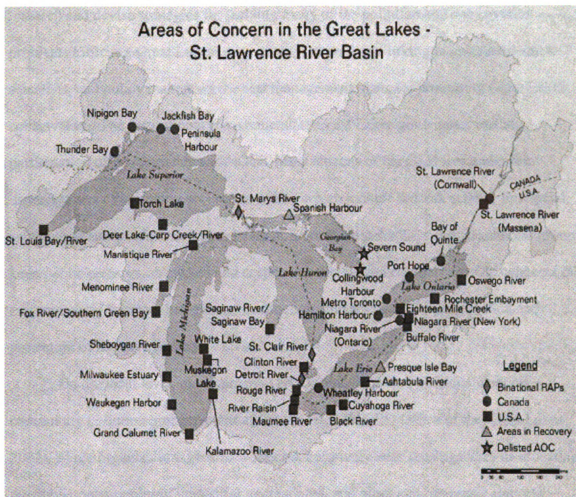 Areas of Concern in the Great Lakes -
St. Lawrence River Basin
Nipigon Bay
Jackfish Bay
Peninsula
Harbour
Thunder Bay
Lake Superior
St. Marys River
Spanish Harbour
Torch Lake
St. Louis Bay/River
Deer Lake-Carp Creek/River
Manistique River
Georgian
Bay
Severn Sound
Collingwood
Harbour
Lake Huron
St. Lawrence River
(Cornwall)
CANADA
U.S.A.
St. Lawrence River
(Massena)
Bay of
Quinte
Port Hope
Lake Ontario
Oswego River
Rochester Embayment
Metro Toronto
Hamilton Harbour
Eighteen Mile Creek
Niagara River
(Ontario)
Niagara River (New York)
Buffalo River
Menominee River
Fox River/Southern Green Bay
Lake Michigan
Saginaw River/
Saginaw Bay
Sheboygan River
White Lake
Muskegon
Lake
St. Clair River
Clinton River
Detroit River
Rouge River
River Raisin
Maumee River
Milwaukee Estuary
Waukegan Harbor
Grand Calumet River
Kalamazoo River
Lake Erie
Presque Isle Bay
Ashtabula River
Wheatley Harbour
Cuyahoga River
Black River
Legend
Binational RAPs
Canada
U.S.A.
Areas in Recovery
Delisted AOC